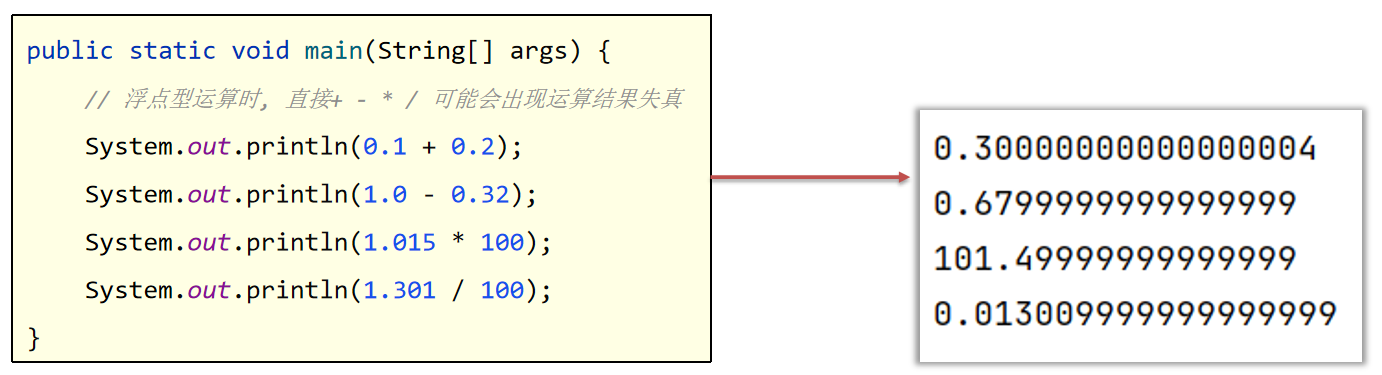 public static void main(String[] args) {
// 浮点型运算时, 直接+ - * / 可能会出现运算结果失真
System.out.println(0.1 + 0.2);
System.out.println(1.0 - 0.32);
System.out.println(1.015 * 100);
System.out.println(1.301 / 100);
}
0.30000000000000004
0.6799999999999999
101.49999999999999
0.013009999999999999